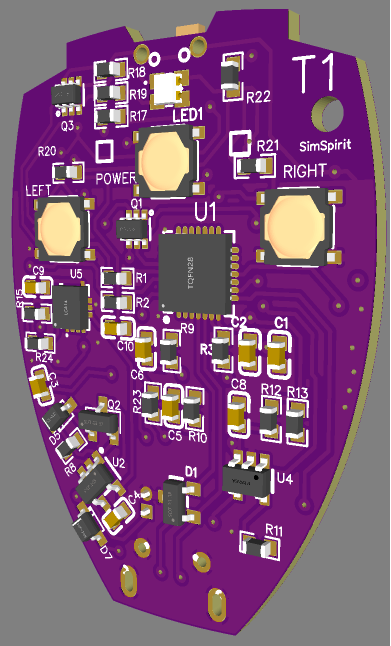 T1
R18
R19
R17
Q3
LED1
R22
SimSpirit
R20
R21
POWER
RIGHT
LEFT
Q1
U1
TQFN28
C9
U5
R1
R15
R2
C10
R24
R9
R3
C2
C1
C6
C3
R23
C5
R10
C8
R12
R13
Q2
D5
R8
U2
D1
U4
C4
D7
R11